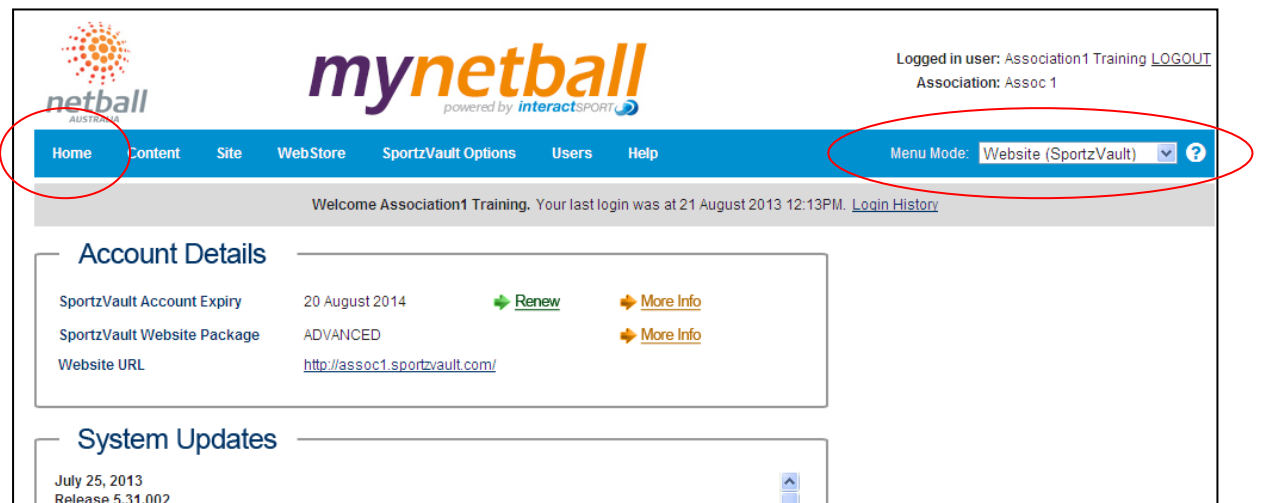 netball
AUSTRALIA
mynetball
powered by interactSPORT
Logged in user: Association1 Training LOGOUT
Association: Assoc 1
Home Content Site WebStore SportzVault Options Users Help Menu Mode: Website (SportzVault) ?
Welcome Association1 Training. Your last login was at 21 August 2013 12:13PM. Login History
Account Details
SportzVault Account Expiry 20 August 2014 Renew More Info
SportzVault Website Package ADVANCED More Info
Website URL http://assoc1.sportzvault.com/
System Updates
July 25, 2013
Release 5.31.002